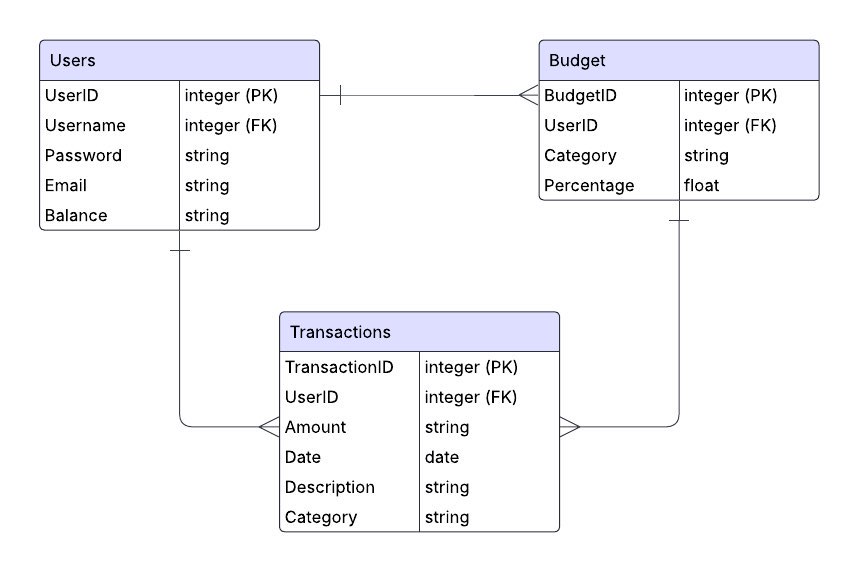 Users
UserID integer (PK)
Username integer (FK)
Password string
Email string
Balance string
Budget
BudgetID integer (PK)
UserID integer (FK)
Category string
Percentage float
Transactions
TransactionID integer (PK)
UserID integer (FK)
Amount string
Date date
Description string
Category string